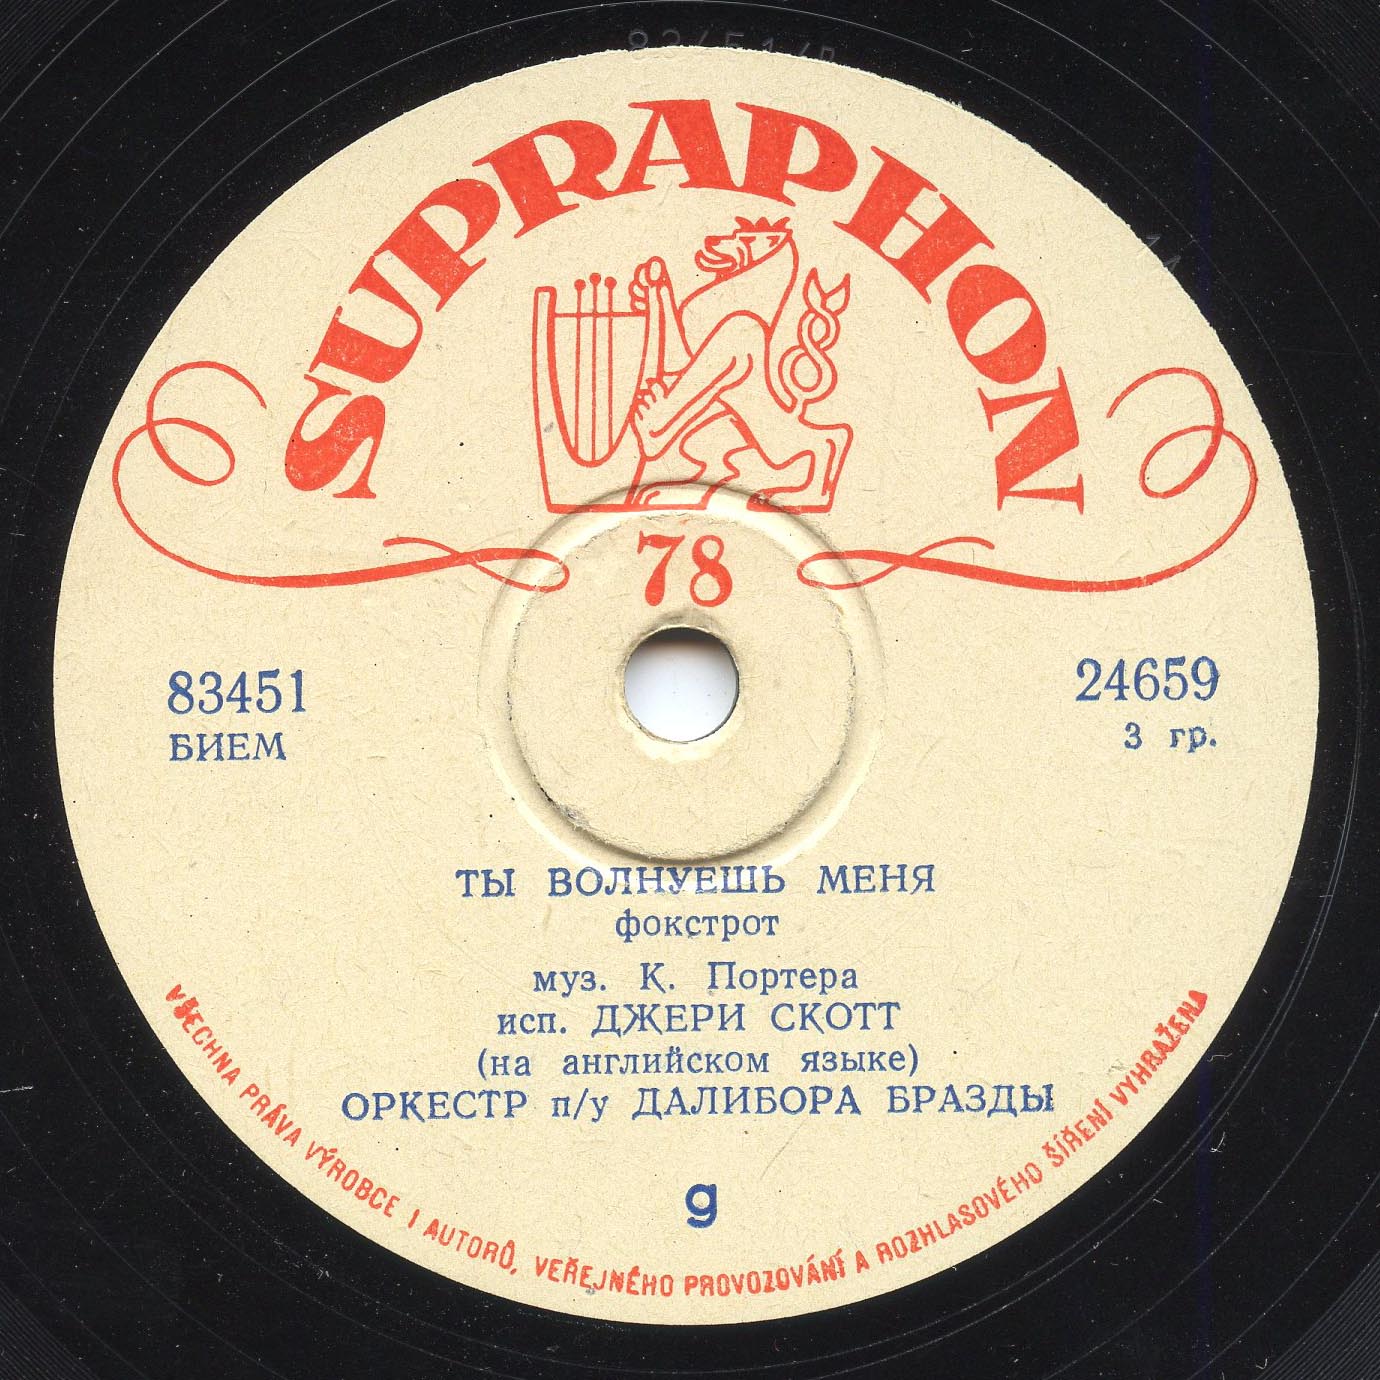 SUPRAPHON
78
83451
БИЕМ
24659
3 гр.
ТЫ ВОЛНУЕШЬ МЕНЯ
фокстрот
муз. К. Портера
исп. ДЖЕРИ СКОТТ
(на английском языке)
ОРКЕСТР п/у ДАЛИБОРА БРАЗДЫ
g
VŠECHNA PRÁVA VÝROBCE I AUTORŮ, VEŘEJNÉHO PROVOZOVÁNÍ A ROZHLASOVÉHO ŠÍŘENÍ VYHRAŽENA